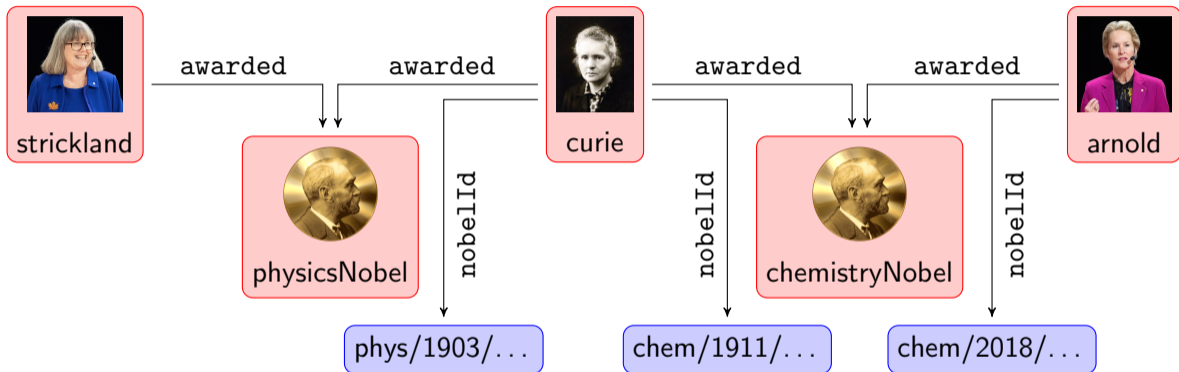 awarded awarded awarded awarded
strickland curie arnold
nobelId nobelId nobelId
physicsNobel chemistryNobel
phys/1903/... chem/1911/... chem/2018/...